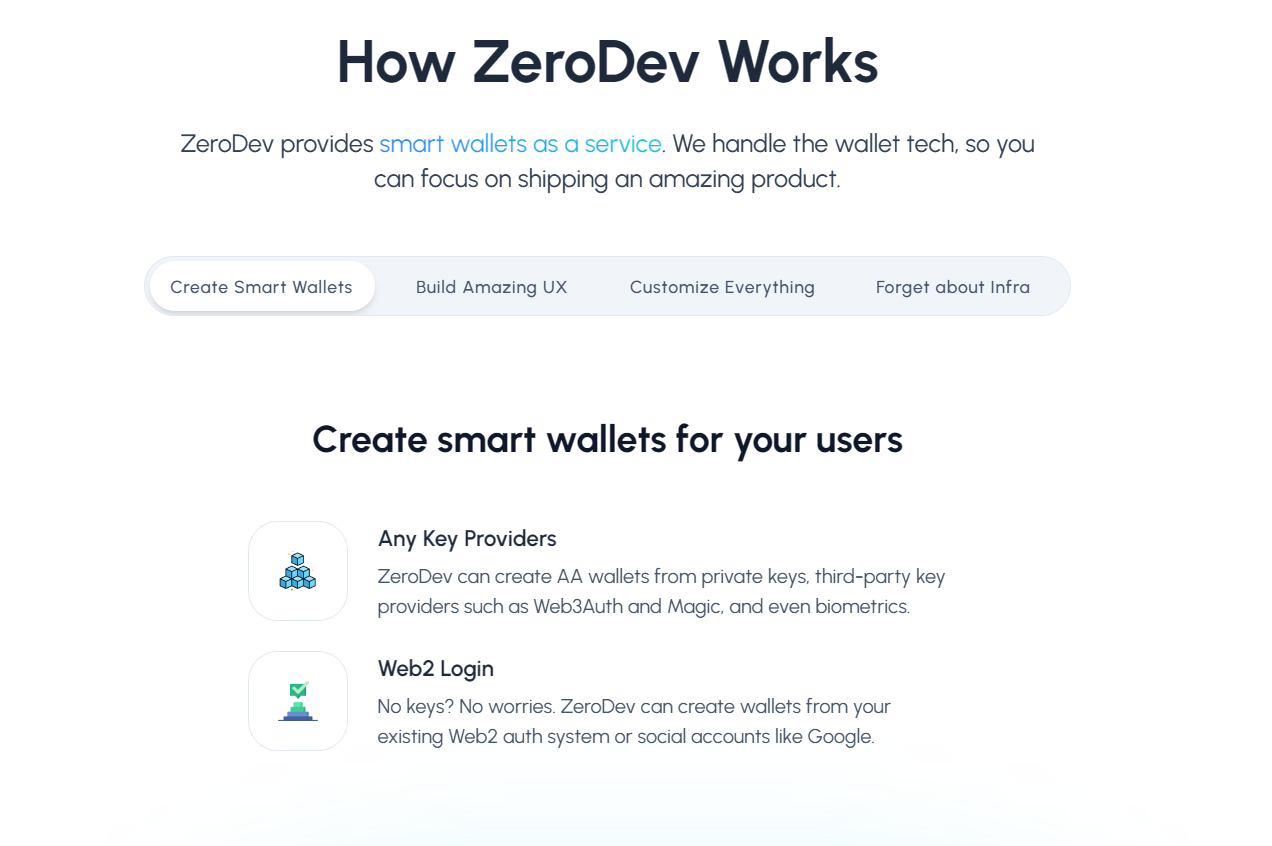 How ZeroDev Works
ZeroDev provides smart wallets as a service. We handle the wallet tech, so you
can focus on shipping an amazing product.
Create Smart Wallets
Build Amazing UX
Customize Everything
Forget about Infra
Create smart wallets for your users
Any Key Providers
ZeroDev can create AA wallets from private keys, third-party key
providers such as Web3Auth and Magic, and even biometrics.
Web2 Login
No keys? No worries. ZeroDev can create wallets from your
existing Web2 auth system or social accounts like Google.